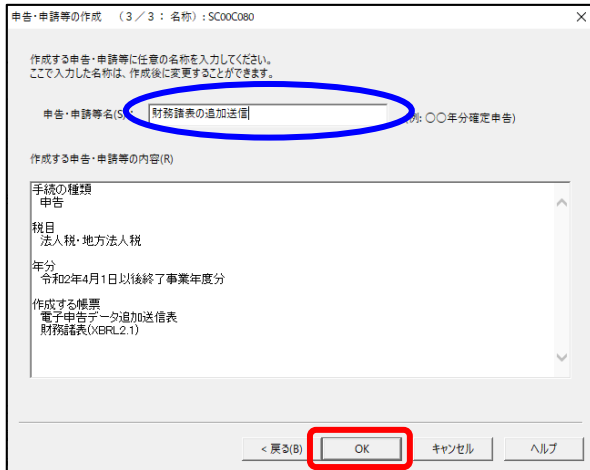 申告・申請等の作成 （３／３：名称）：SC00C080
作成する申告・申請等に任意の名称を入力してください。
ここで入力した名称は、作成後に変更することができます。
申告・申請等名(S)： 財務諸表の追加送信 例: 〇〇年分確定申告)
作成する申告・申請等の内容(R)
手続の種類
申告
税目
法人税・地方法人税
年分
令和2年4月1日以後終了事業年度分
作成する帳票
電子申告データ追加送信表
財務諸表(XBRL2.1)
< 戻る(B) OK キャンセル ヘルプ